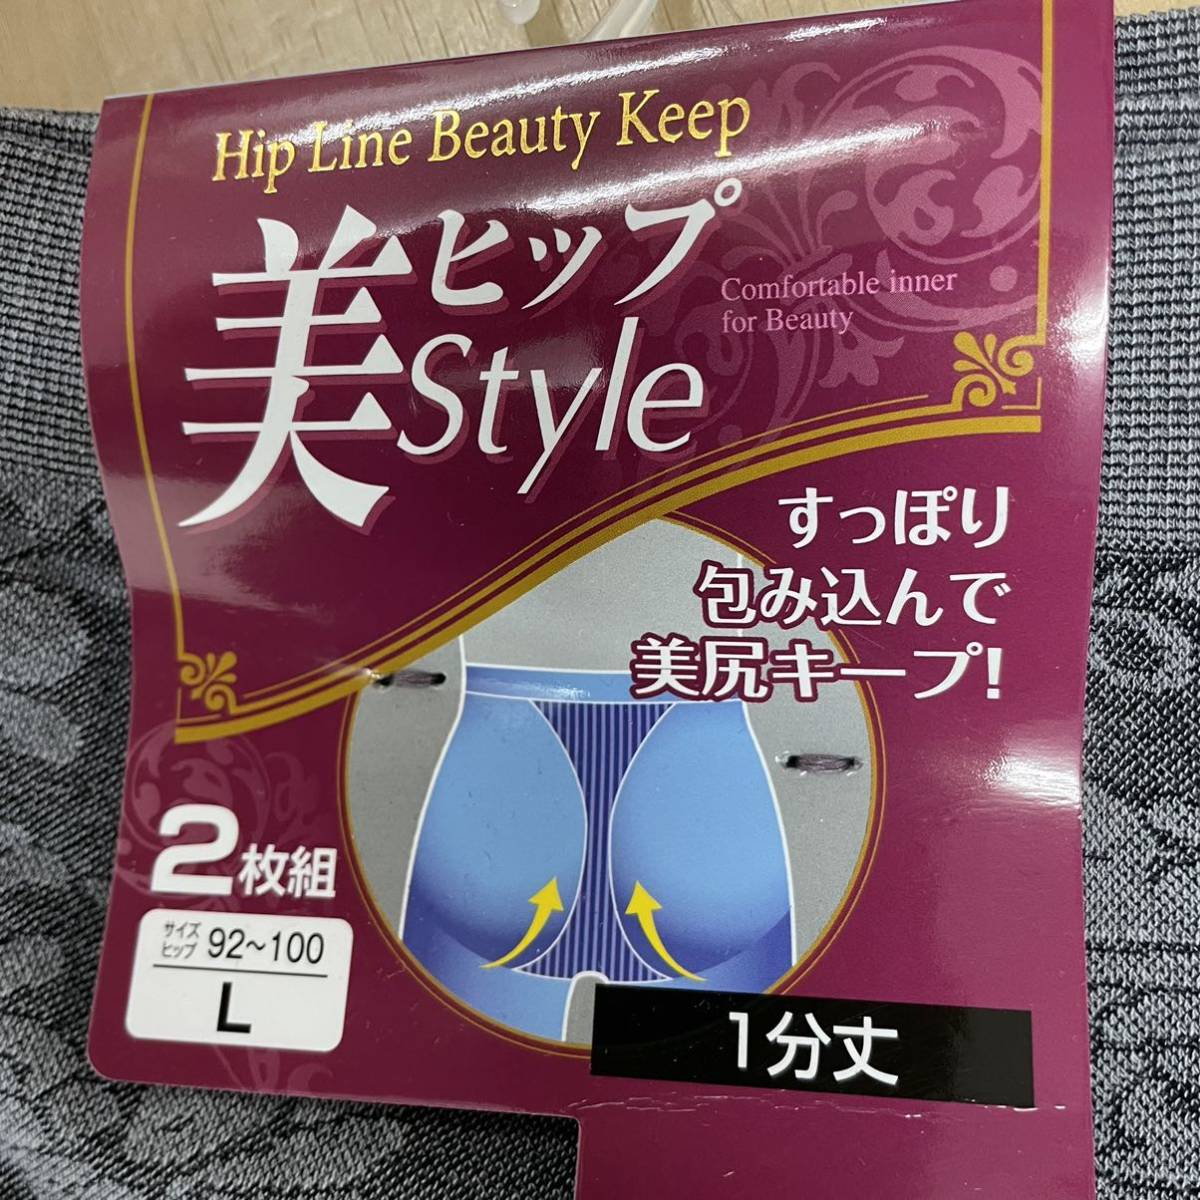 Hip Line Beauty Keep
美ヒップ
Style
Comfortable inner
for Beauty
すっぽり
包み込んで
美尻キープ!
2枚組
サイズ
ヒップ 92~100
L
1分丈